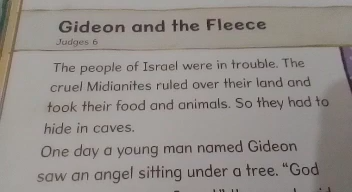 Gideon and the Fleece
Judges 6
The people of Israel were in trouble. The
cruel Midianites ruled over their land and
took their food and animals. So they had to
hide in caves.
One day a young man named Gideon
saw an angel sitting under a tree. "God